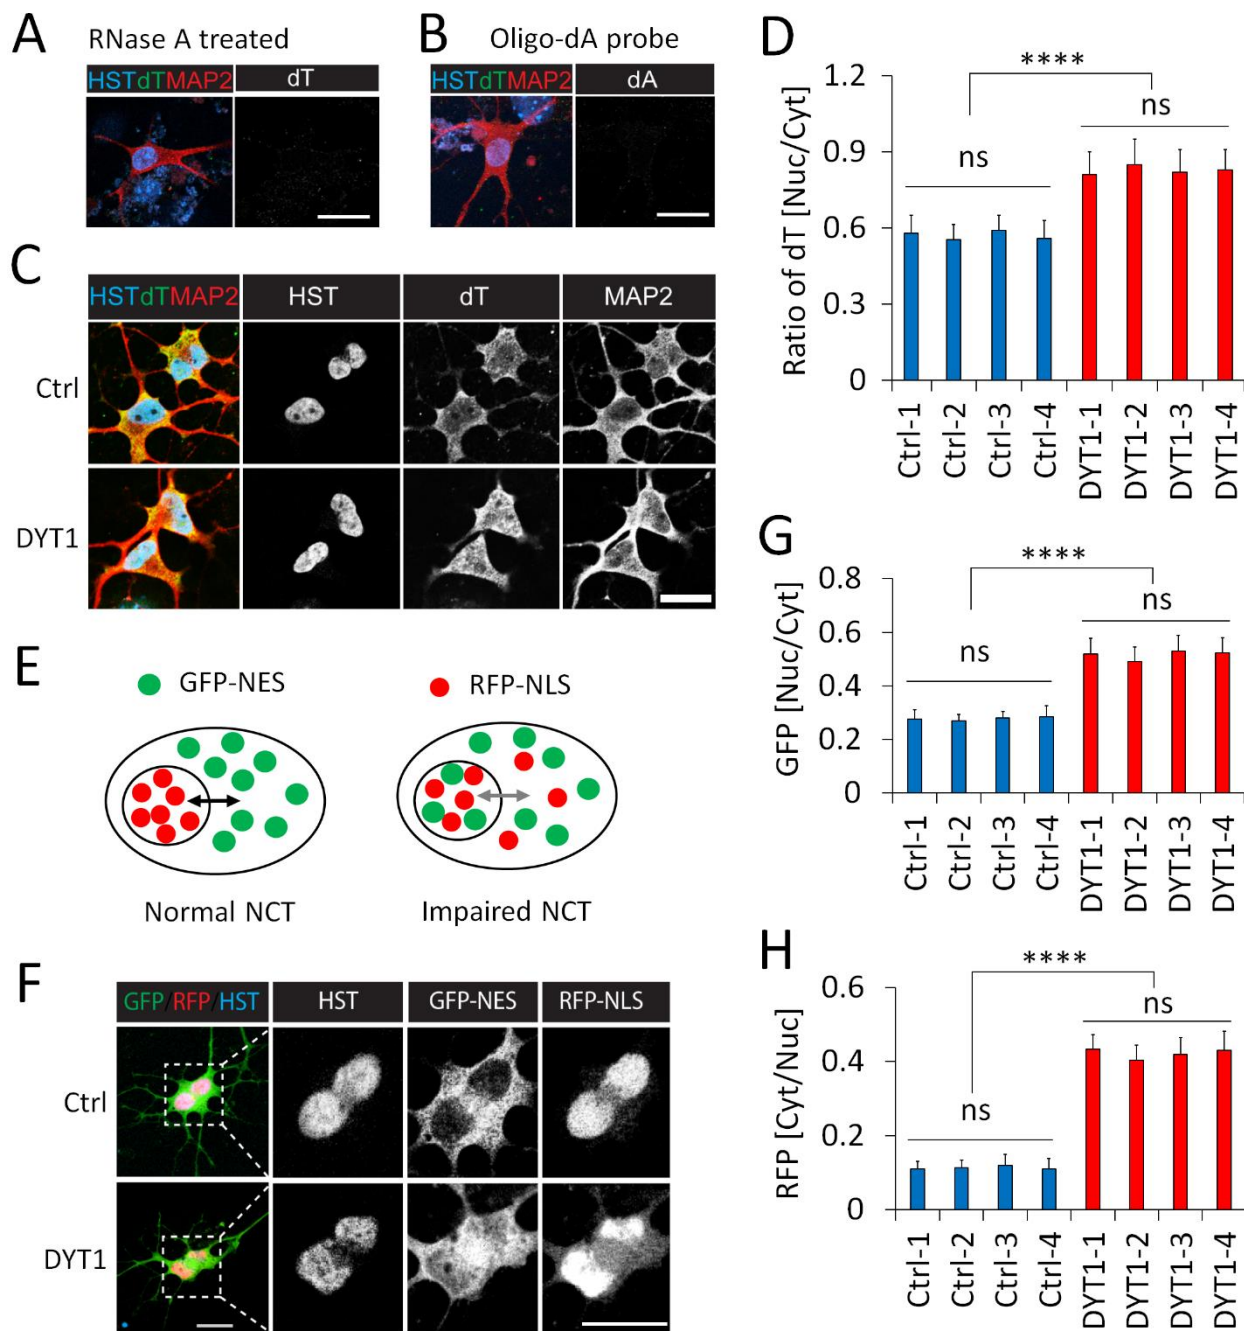 A
RNase A treated
HSTdTMAP2
dT
B
Oligo-dA probe
HSTdTMAP2
dA
C
HSTdTMAP2
HST
dT
MAP2
Ctrl
DYT1
D
****
ns
ns
Ratio of dT [Nuc/Cyt]
1.2
0.9
0.6
0.3
0
Ctrl-1
Ctrl-2
Ctrl-3
Ctrl-4
DYT1-1
DYT1-2
DYT1-3
DYT1-4
E
GFP-NES
RFP-NLS
Normal NCT
Impaired NCT
F
GFP/RFP/HST
HST
GFP-NES
RFP-NLS
Ctrl
DYT1
G
****
ns
ns
GFP [Nuc/Cyt]
0.8
0.6
0.4
0.2
0
Ctrl-1
Ctrl-2
Ctrl-3
Ctrl-4
DYT1-1
DYT1-2
DYT1-3
DYT1-4
H
****
ns
ns
RFP [Cyt/Nuc]
0.6
0.4
0.2
0
Ctrl-1
Ctrl-2
Ctrl-3
Ctrl-4
DYT1-1
DYT1-2
DYT1-3
DYT1-4